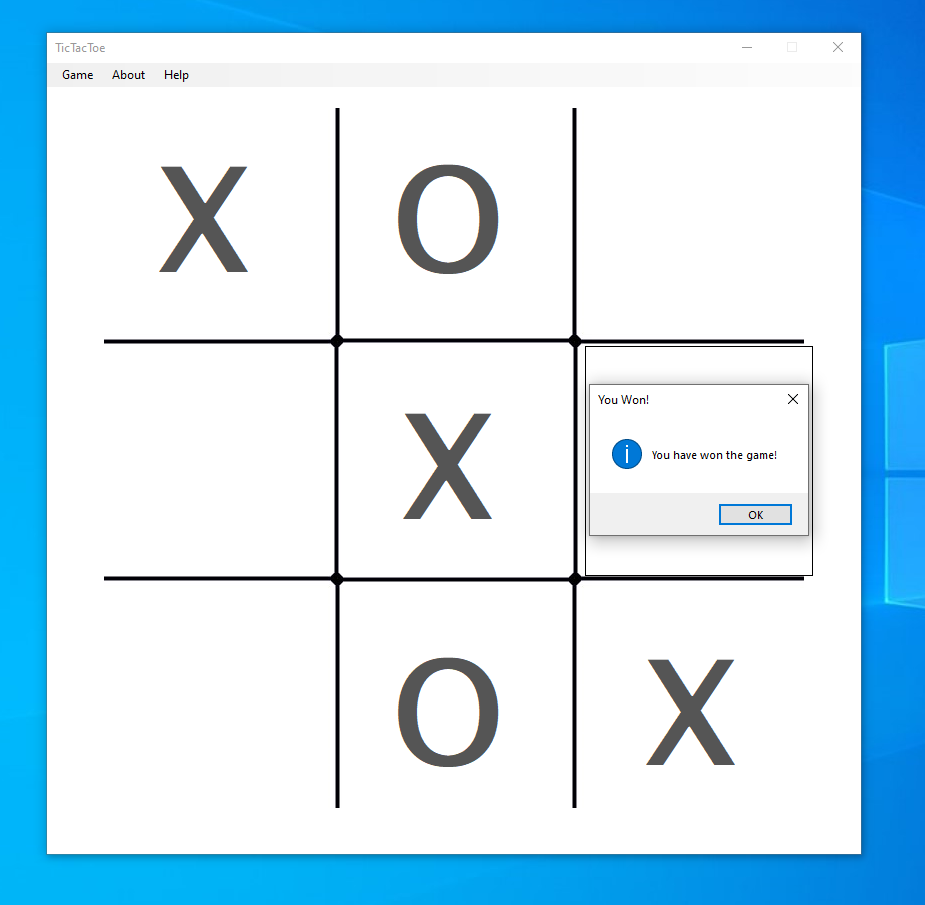 TicTacToe
Game About Help
X O
X
You Won!
You have won the game!
OK
O X